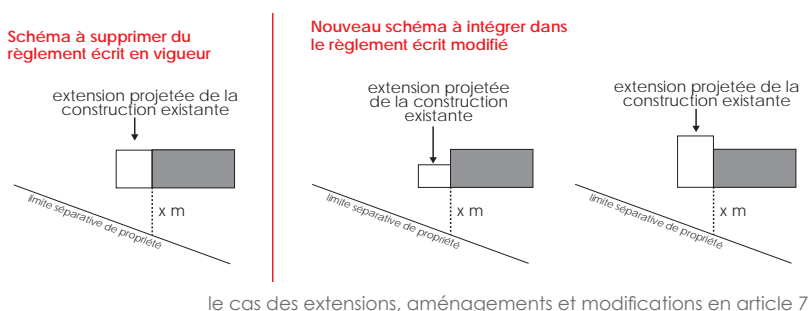 Schéma à supprimer du
règlement écrit en vigueur
extension projetée de la
construction existante
x m
limite séparative de propriété
Nouveau schéma à intégrer dans
le règlement écrit modifié
extension projetée
de la construction
existante
x m
limite séparative de propriété
extension projetée de la
construction existante
x m
limite séparative de propriété
le cas des extensions, aménagements et modifications en article 7